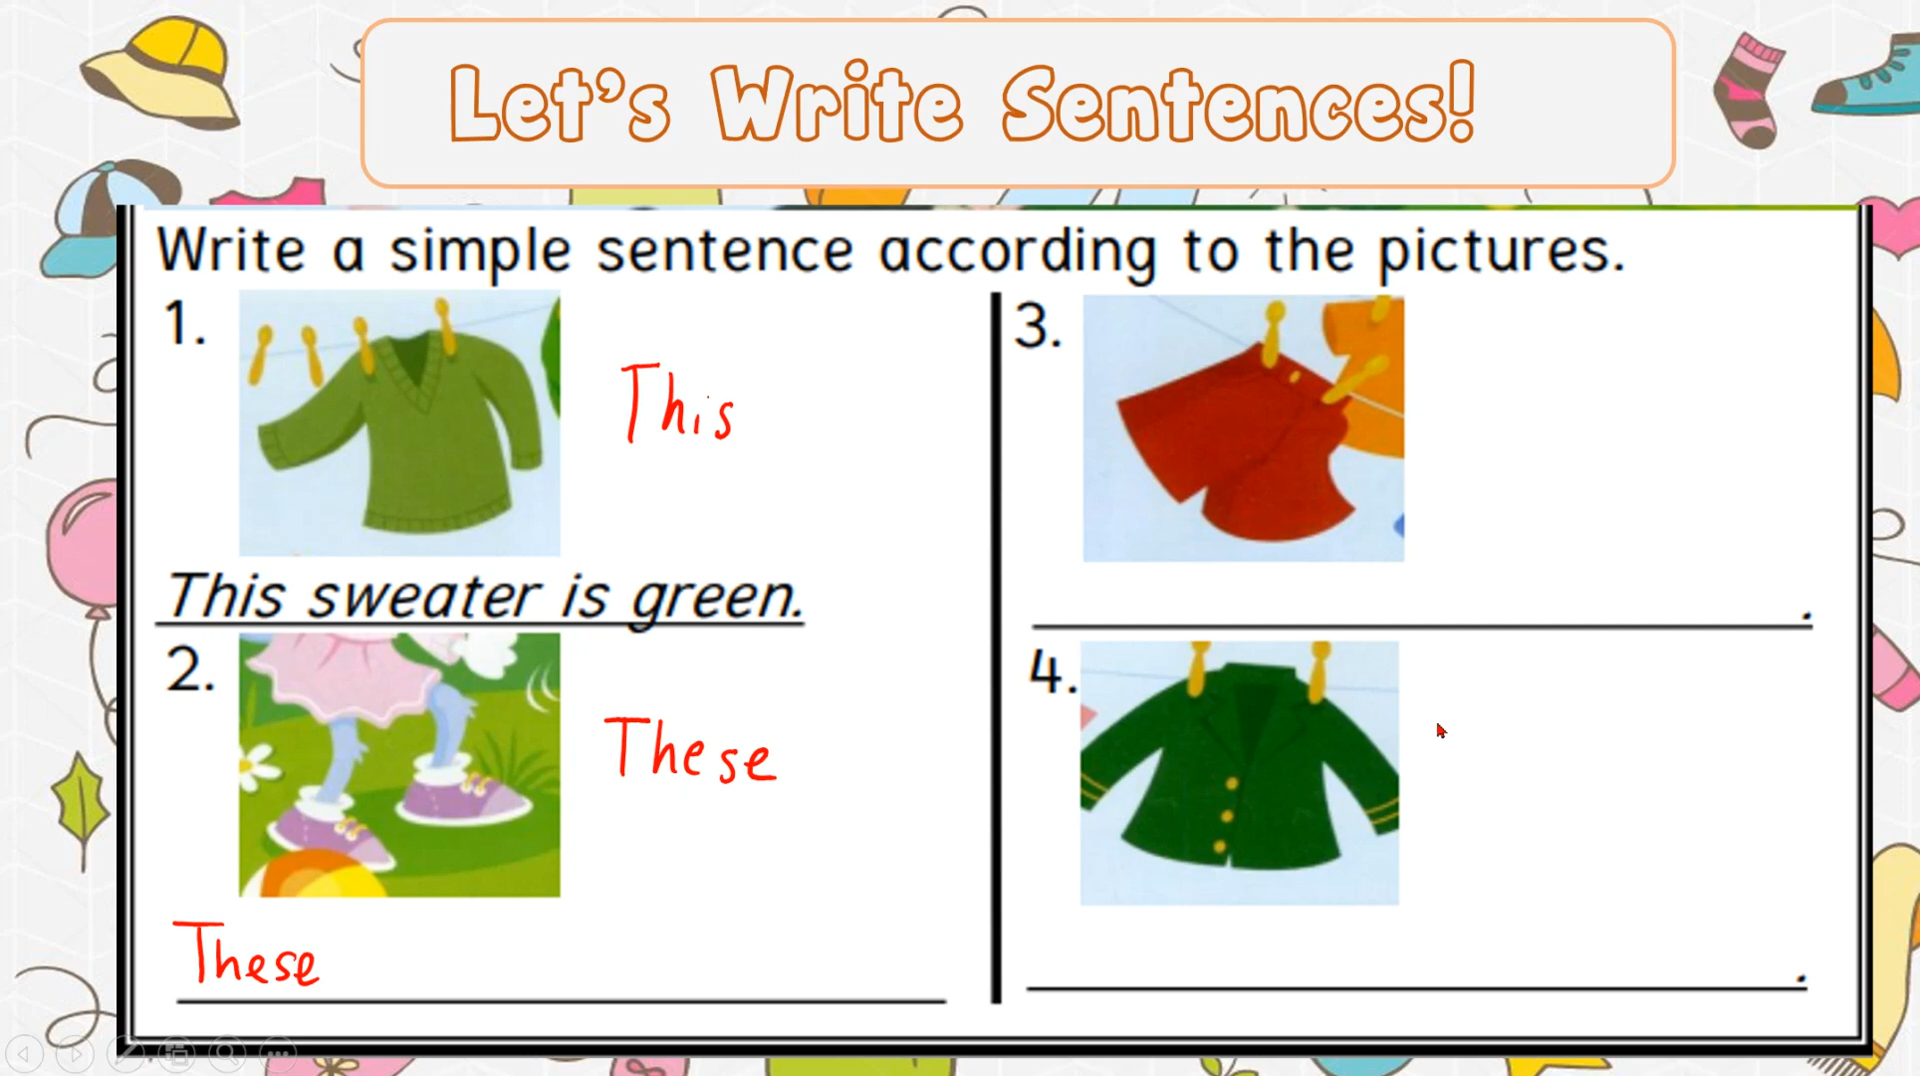 Let's Write Sentences!
Write a simple sentence according to the pictures.
1.
This
This sweater is green.
2.
These
These
3.
.
4.
.